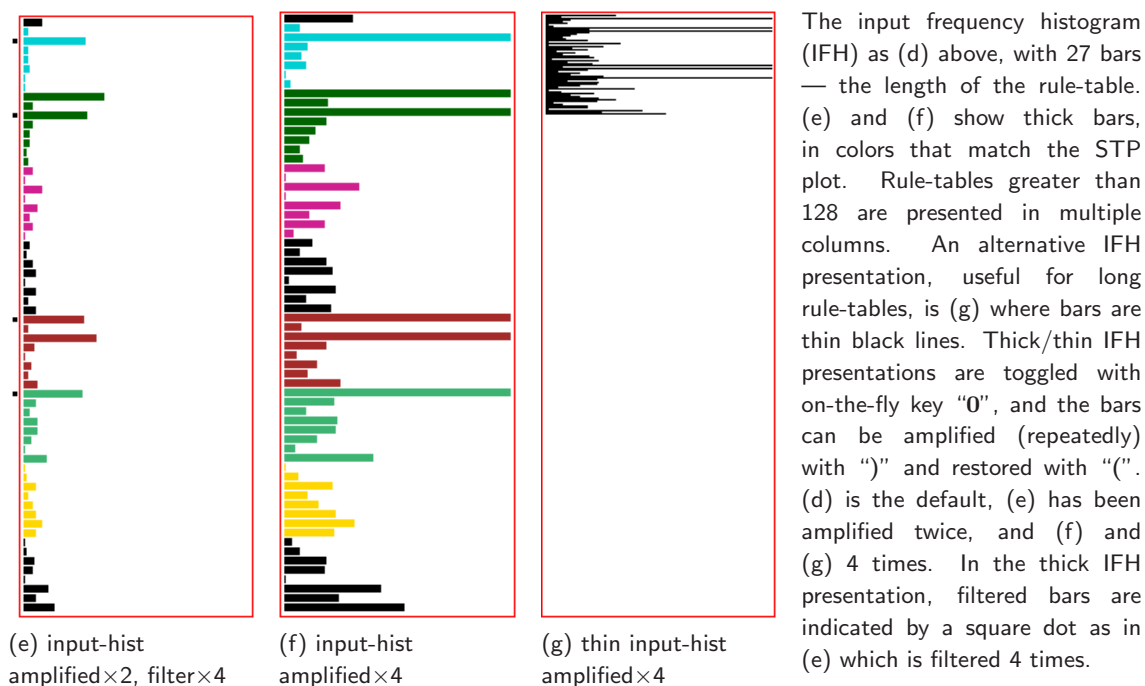 The input frequency histogram
(IFH) as (d) above, with 27 bars
— the length of the rule-table.
(e) and (f) show thick bars,
in colors that match the STP
plot. Rule-tables greater than
128 are presented in multiple
columns. An alternative IFH
presentation, useful for long
rule-tables, is (g) where bars are
thin black lines. Thick/thin IFH
presentations are toggled with
on-the-fly key “0”, and the bars
can be amplified (repeatedly)
with “)” and restored with “(”.
(d) is the default, (e) has been
amplified twice, and (f) and
(g) 4 times. In the thick IFH
presentation, filtered bars are
indicated by a square dot as in
(e) which is filtered 4 times.
(e) input-hist
amplified×2, filter×4
(f) input-hist
amplified×4
(g) thin input-hist
amplified×4